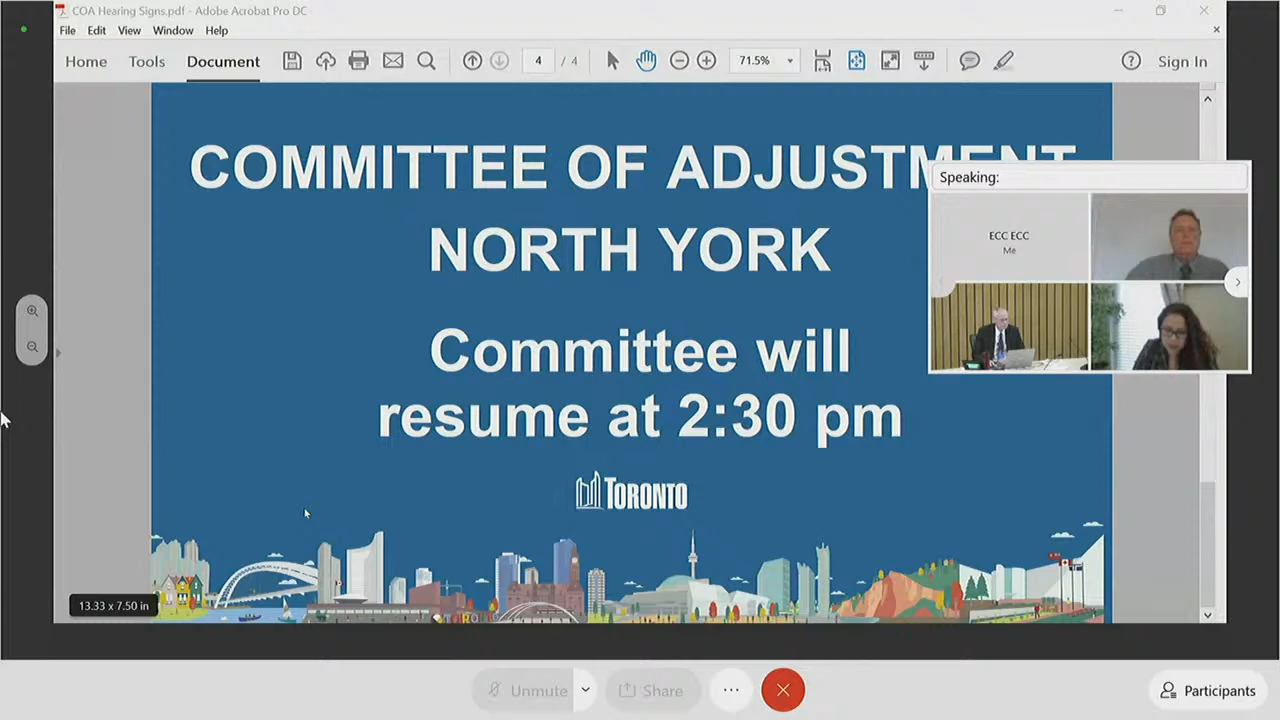 COA Hearing Signs.pdf - Adobe Acrobat Pro DC
File Edit View Window Help
Home Tools Document
4 / 4
71.5%
Sign In
COMMITTEE OF ADJUSTMENT
NORTH YORK
Committee will
resume at 2:30 pm
TORONTO
Speaking:
ECC ECC
Me
13.33 x 7.50 in
TORONTO
Unmute
Share
Participants